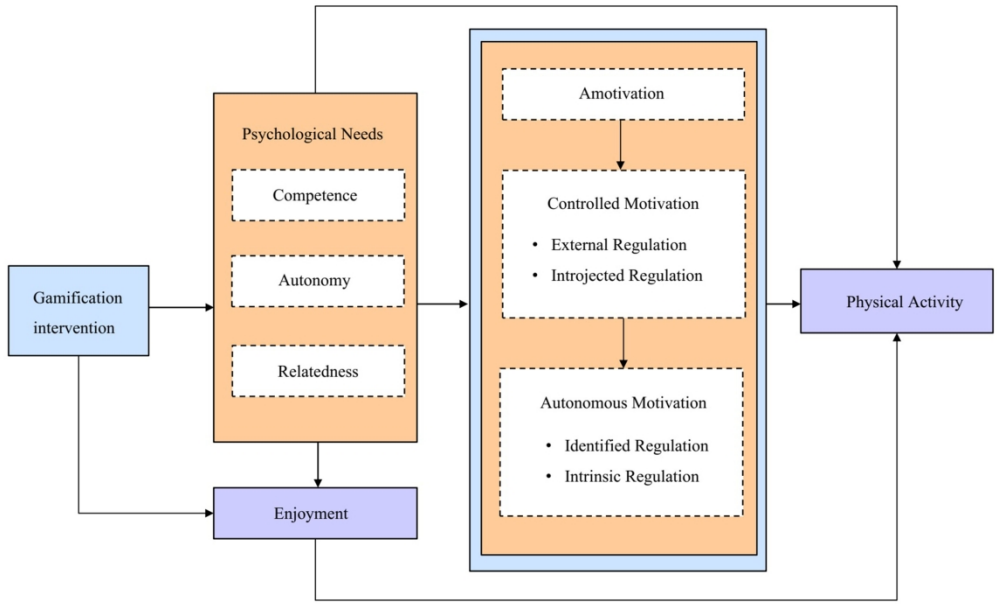 Gamification
intervention
Psychological Needs
Competence
Autonomy
Relatedness
Enjoyment
Amotivation
Controlled Motivation
• External Regulation
• Introjected Regulation
Autonomous Motivation
• Identified Regulation
• Intrinsic Regulation
Physical Activity